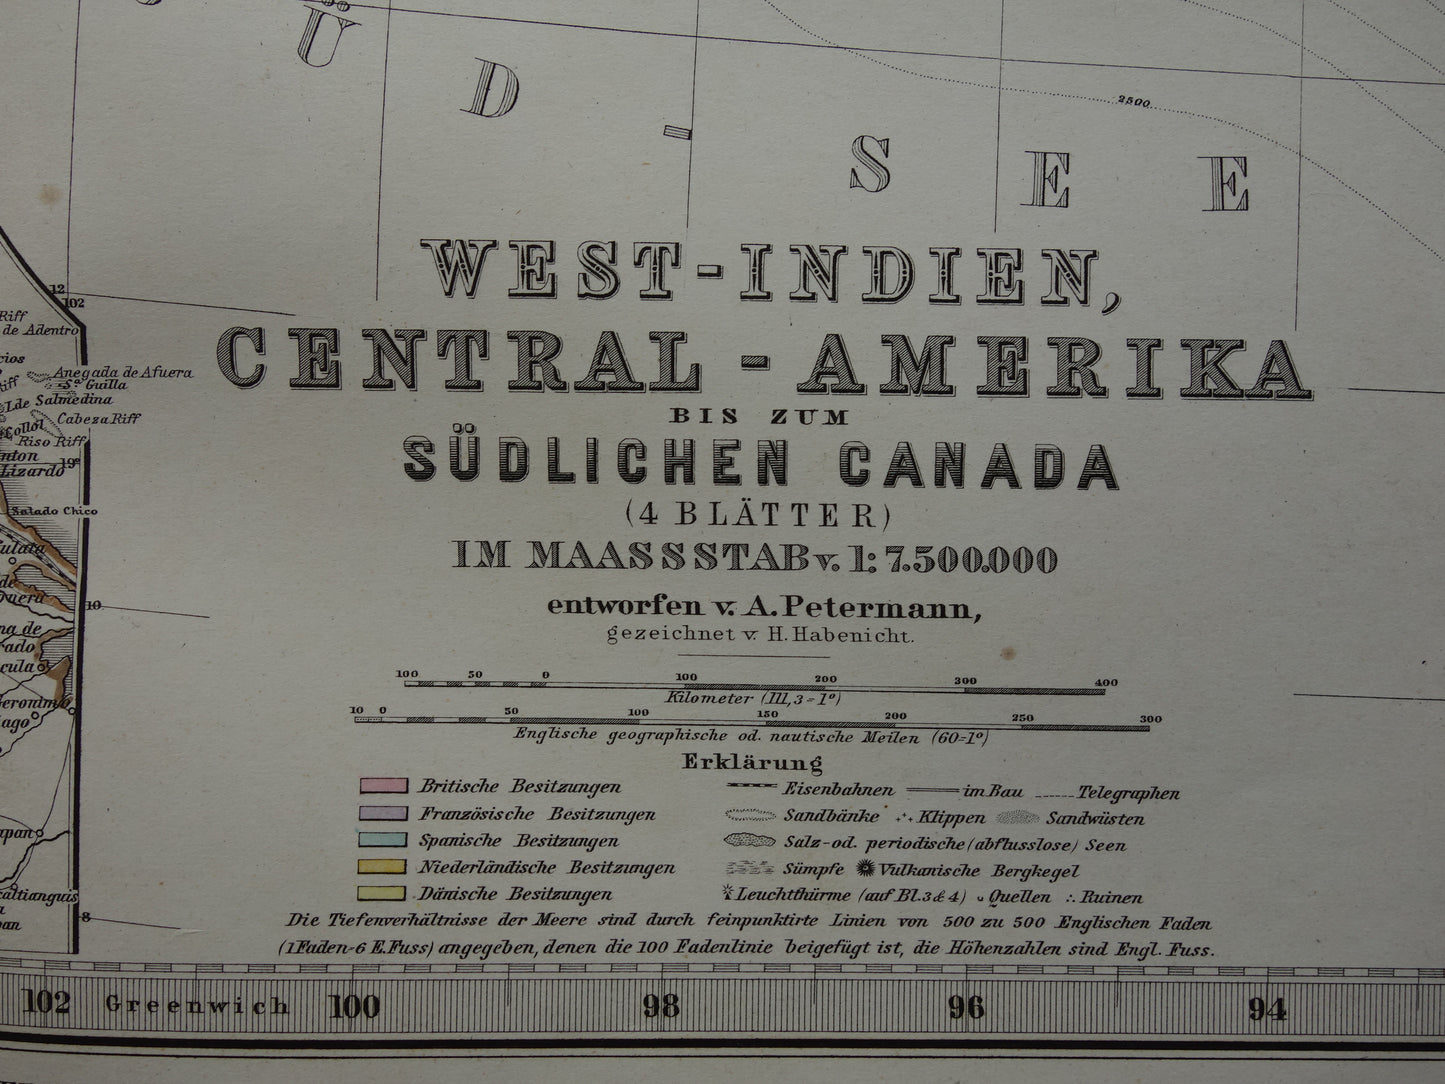 Ü D - S E E
2500
WEST-INDIEN,
CENTRAL-AMERIKA
BIS ZUM
SÜDLICHEN CANADA
(4 BLÄTTER)
IM MAASSSTAB v. 1:7.500.000
entworfen v. A. Petermann,
gezeichnet v. H. Habenicht.
100 50 0 100 200 300 400
Kilometer (111,3=1°)
10 0 50 100 150 200 250 300
Englische geographische od. nautische Meilen (60=1°)
Erklärung
Britische Besitzungen
Französische Besitzungen
Spanische Besitzungen
Niederländische Besitzungen
Dänische Besitzungen
Eisenbahnen im Bau Telegraphen
Sandbänke Klippen Sandwüsten
Salz- od. periodische (abflusslose) Seen
Sümpfe Vulkanische Bergkegel
Leuchtthürme (auf Bl. 3 & 4) Quellen Ruinen
Die Tiefenverhältnisse der Meere sind durch feinpunktirte Linien von 500 zu 500 Englischen Faden
(1 Faden=6 E. Fuss) angegeben, denen die 100 Fadenlinie beigefügt ist, die Höhenzahlen sind Engl. Fuss.
12
102
Riff
de Adentro
Anegada de Afuera
Sa Guilla
I. de Salmedina
Cabeza Riff
Riso Riff
Lizardo
19°
Salado Chico
10
8
102 Greenwich 100 98 96 94